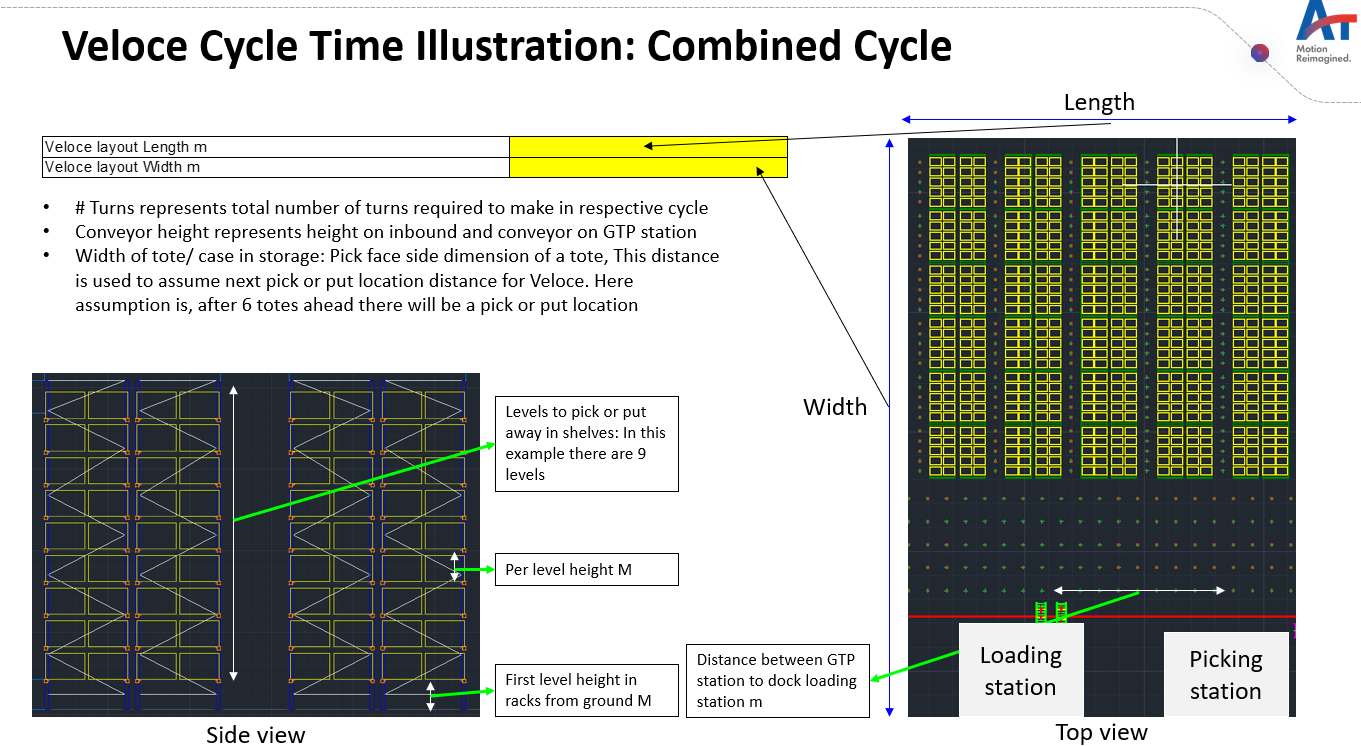 Veloce Cycle Time Illustration: Combined Cycle
AT
Motion
Reimagined.
Length
Veloce layout Length m
Veloce layout Width m
• # Turns represents total number of turns required to make in respective cycle
• Conveyor height represents height on inbound and conveyor on GTP station
• Width of tote/ case in storage: Pick face side dimension of a tote, This distance
is used to assume next pick or put location distance for Veloce. Here
assumption is, after 6 totes ahead there will be a pick or put location
Width
Levels to pick or put
away in shelves: In this
example there are 9
levels
Per level height M
First level height in
racks from ground M
Distance between GTP
station to dock loading
station m
Loading
station
Picking
station
Side view
Top view